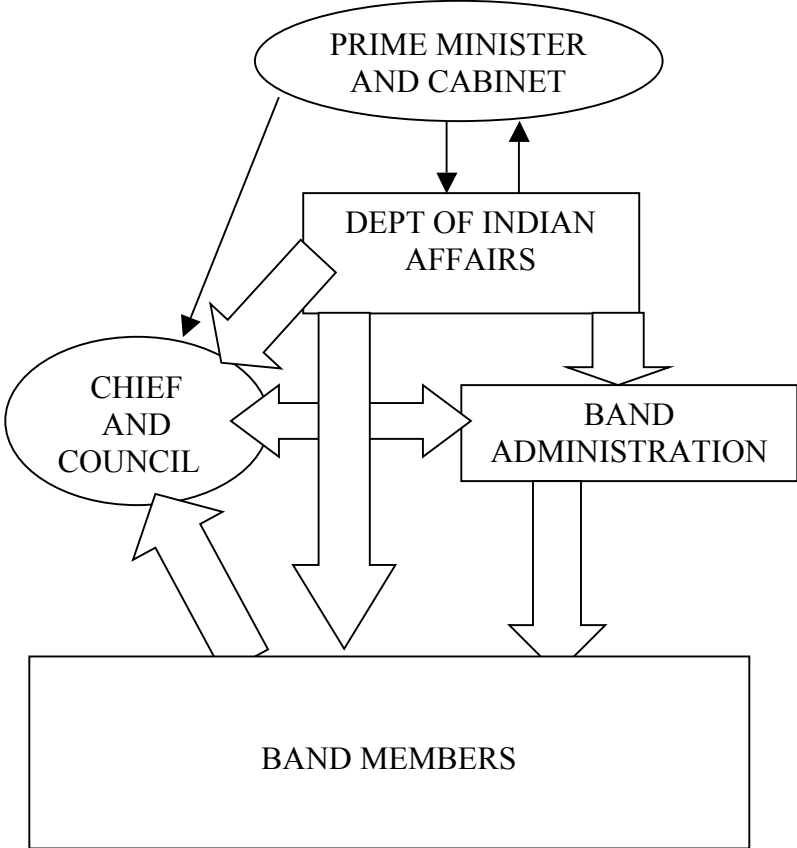 PRIME MINISTER
AND CABINET
DEPT OF INDIAN
AFFAIRS
CHIEF
AND
COUNCIL
BAND
ADMINISTRATION
BAND MEMBERS